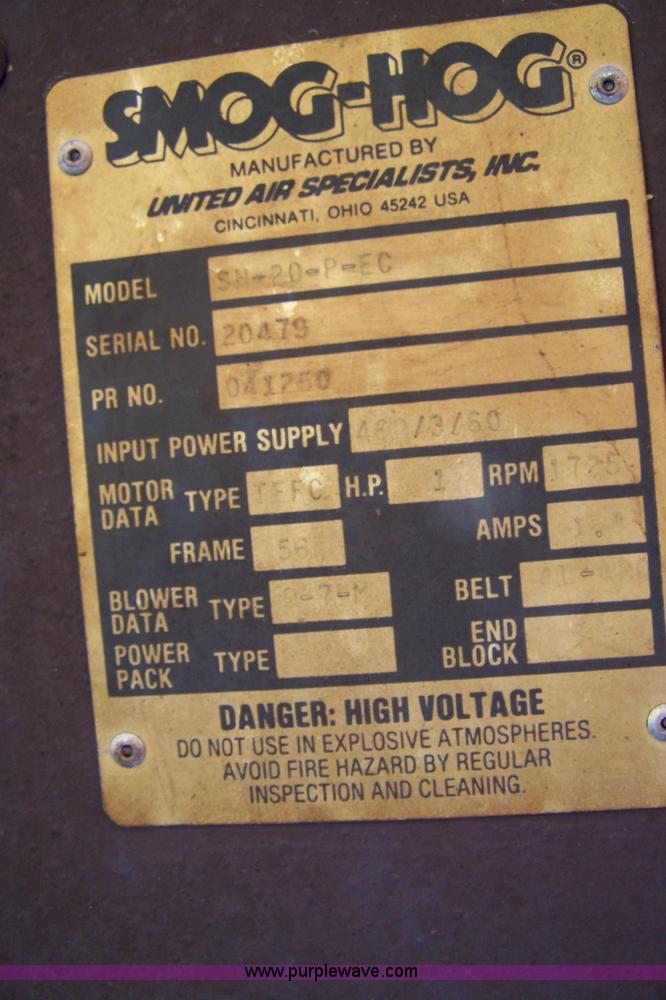 SMOG-HOG®
MANUFACTURED BY
UNITED AIR SPECIALISTS, INC.
CINCINNATI, OHIO 45242 USA
MODEL SH-20-P-EC
SERIAL NO. 20479
PR NO. 041260
INPUT POWER SUPPLY 460/3/60
MOTOR DATA TYPE TEFC H.P. 1 RPM 1725
FRAME 56 AMPS
BLOWER DATA TYPE BELT
POWER PACK TYPE END BLOCK
DANGER: HIGH VOLTAGE
DO NOT USE IN EXPLOSIVE ATMOSPHERES.
AVOID FIRE HAZARD BY REGULAR
INSPECTION AND CLEANING.
www.purplewave.com